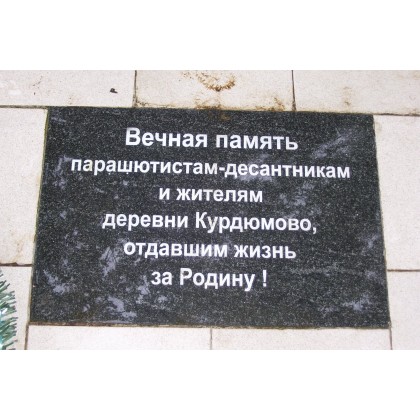 Вечная память
парашютистам-десантникам
и жителям
деревни Курдюмово,
отдавшим жизнь
за Родину !